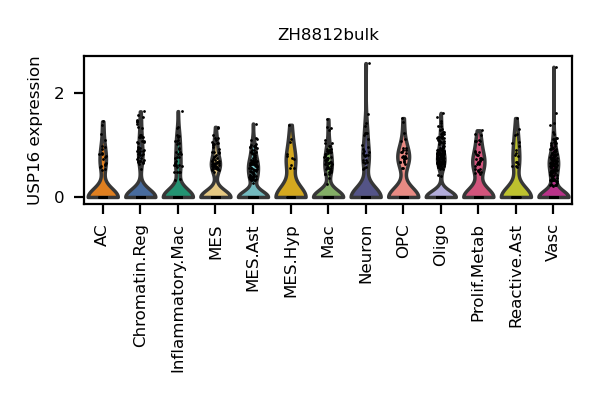 ZH8812bulk
USP16 expression
2
0
AC
Chromatin.Reg
Inflammatory.Mac
MES
MES.Ast
MES.Hyp
Mac
Neuron
OPC
Oligo
Prolif.Metab
Reactive.Ast
Vasc